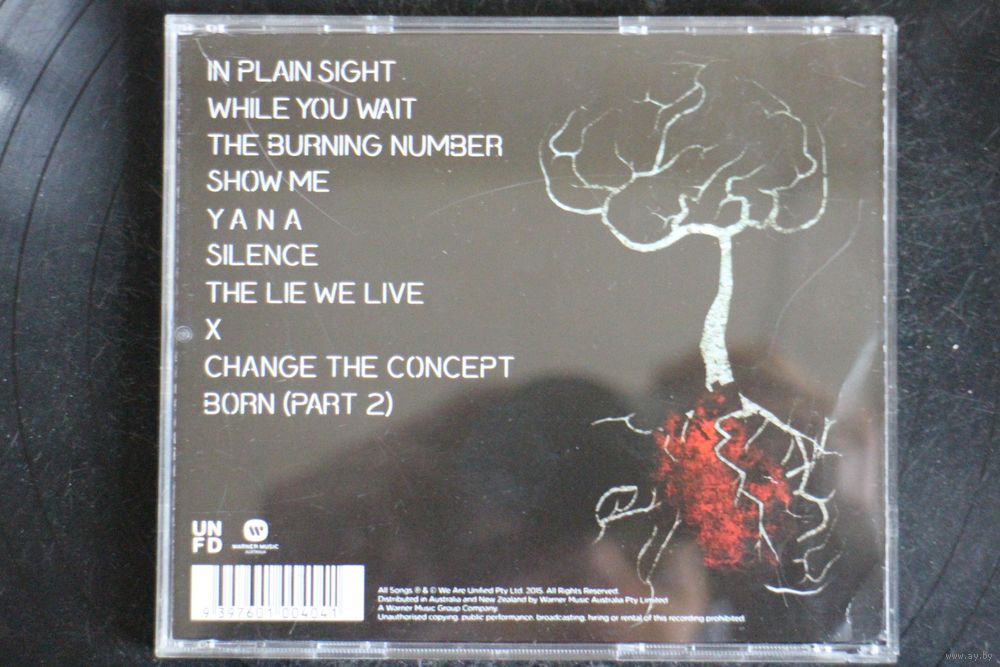 IN PLAIN SIGHT
WHILE YOU WAIT
THE BURNING NUMBER
SHOW ME
Y A N A
SILENCE
THE LIE WE LIVE
X
CHANGE THE CONCEPT
BORN (PART 2)
UN
FD
WARNER MUSIC
AUSTRALIA
9 397601 004041
All Songs ℗ & © We Are Unified Pty Ltd. 2015. All Rights Reserved.
Distributed in Australia and New Zealand by Warner Music Australia Pty Limited
A Warner Music Group Company.
Unauthorised copying, public performance, broadcasting, hiring or rental of this recording prohibited.
www.ay.by